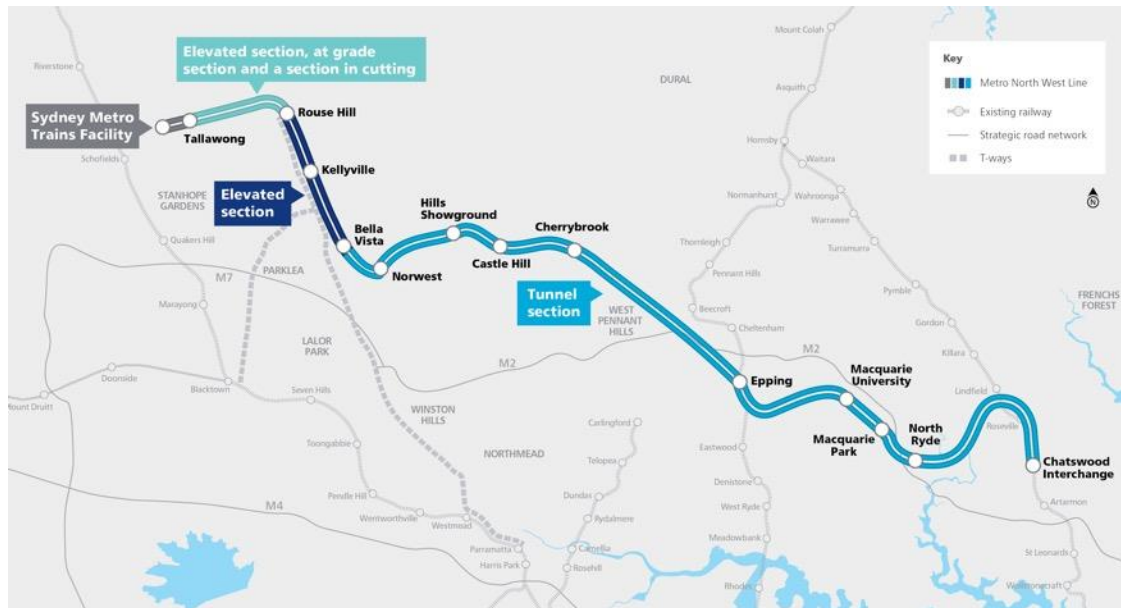 Mount Colah
Riverstone
Elevated section, at grade
section and a section in cutting
DURAL
Key
Metro North West Line
Existing railway
Strategic road network
T-ways
N
Asquith
Sydney Metro
Trains Facility
Tallawong
Rouse Hill
Hornsby
Waitara
Schofields
Kellyville
STANHOPE
GARDENS
Elevated
section
Normanhurst
Wahroonga
Warrawee
Hills
Showground
Cherrybrook
Bella
Vista
Quakers Hill
Thornleigh
Turramurra
Castle Hill
Norwest
PARKLEA
M7
Pennant Hills
Pymble
Tunnel
section
Marayong
WEST
PENNANT
HILLS
Beecroft
FRENCHS
FOREST
Cheltenham
Gordon
LALOR
PARK
M2
M2
Killara
Doonside
Blacktown
Mount Druitt
Seven Hills
Epping
Macquarie
University
Lindfield
WINSTON
HILLS
Carlingford
Roseville
Toongabbie
Macquarie
Park
North
Ryde
Eastwood
NORTHMEAD
Telopea
Chatswood
Interchange
Denistone
Pendle Hill
M4
Wentworthville
Westmead
Dundas
Rydalmere
West Ryde
Artarmon
Meadowbank
Parramatta
Harris Park
Camellia
Rosehill
St Leonards
Rhodes
Wollstonecraft